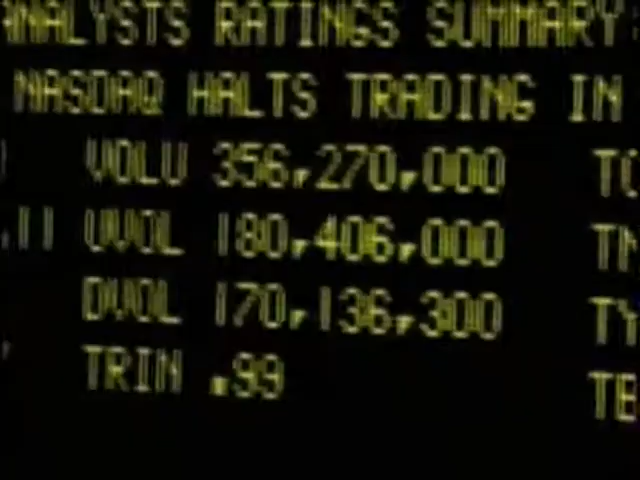 ANALYSTS RATINGS SUMMARY
NASDAQ HALTS TRADING IN
VOLU 356,270,000
UVOL 180,406,000
DVOL 170,136,300
TRIN .99